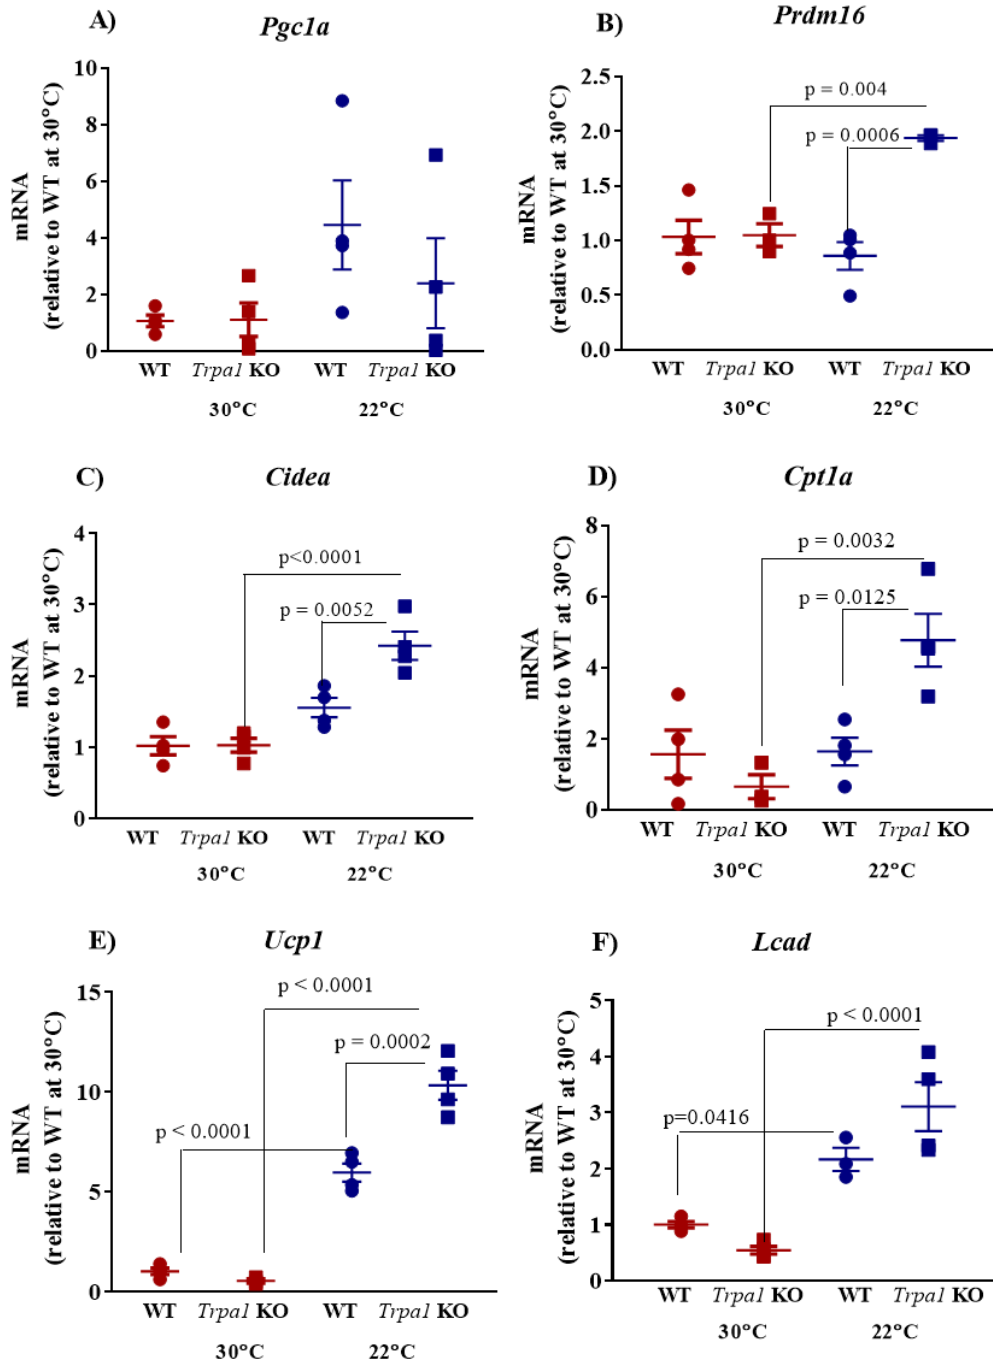 A)
Pgc1a
mRNA
(relative to WT at 30°C)
10
8
6
4
2
0
WT Trpa1 KO WT Trpa1 KO
30°C 22°C
B)
Prdm16
mRNA
(relative to WT at 30°C)
2.5
2.0
1.5
1.0
0.5
0.0
p = 0.004
p = 0.0006
WT Trpa1 KO WT Trpa1 KO
30°C 22°C
C)
Cidea
mRNA
(relative to WT at 30°C)
4
3
2
1
0
p<0.0001
p = 0.0052
WT Trpa1 KO WT Trpa1 KO
30°C 22°C
D)
Cpt1a
mRNA
(relative to WT at 30°C)
8
6
4
2
0
p = 0.0032
p = 0.0125
WT Trpa1 KO WT Trpa1 KO
30°C 22°C
E)
Ucp1
mRNA
(relative to WT at 30°C)
15
10
5
0
p < 0.0001
p = 0.0002
p < 0.0001
WT Trpa1 KO WT Trpa1 KO
30°C 22°C
F)
Lcad
mRNA
(relative to WT at 30°C)
5
4
3
2
1
0
p < 0.0001
p=0.0416
WT Trpa1 KO WT Trpa1 KO
30°C 22°C